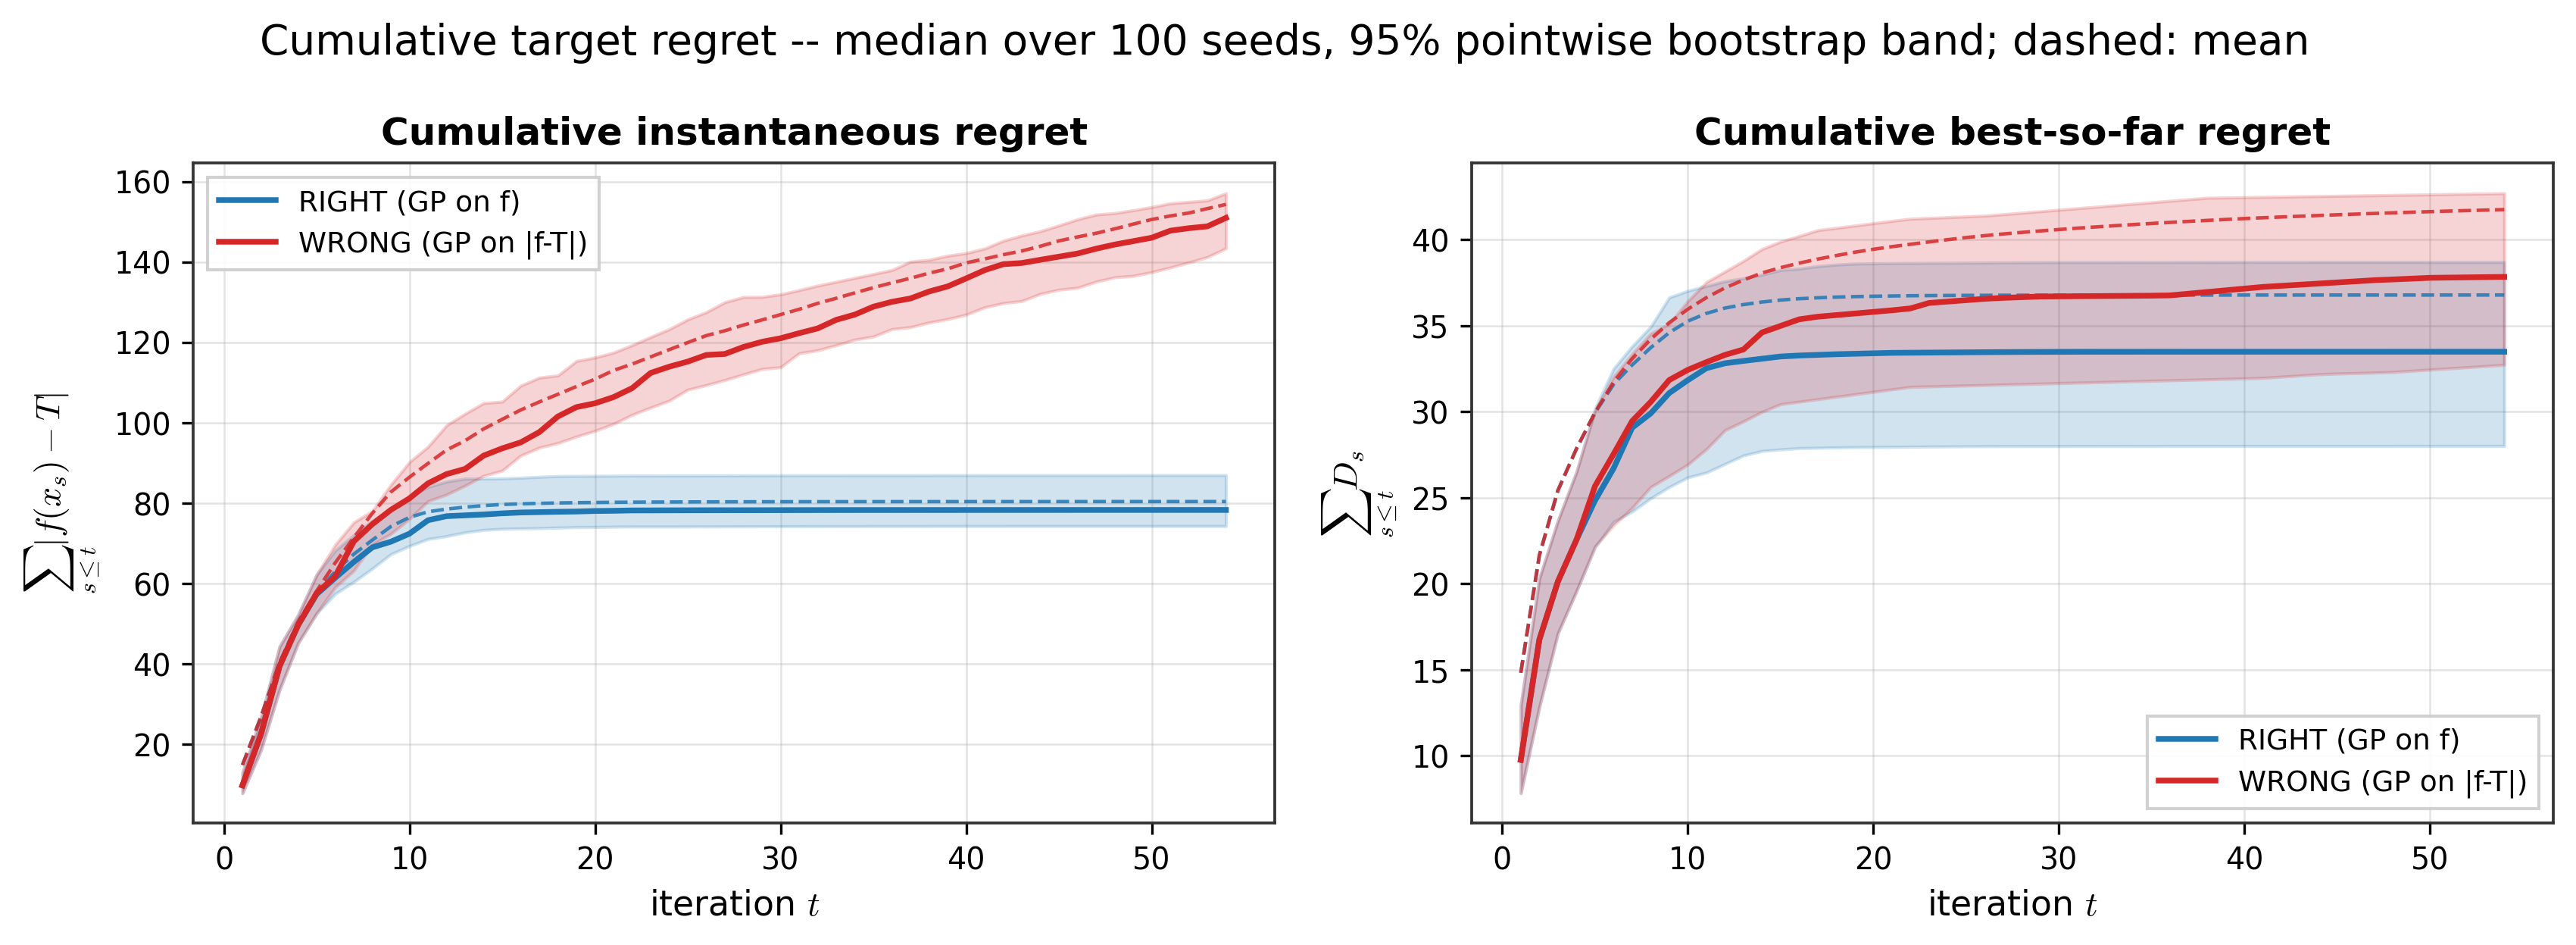 Cumulative target regret -- median over 100 seeds, 95% pointwise bootstrap band; dashed: mean
Cumulative instantaneous regret
160
140
120
100
80
60
40
20
∑_{s≤t} |f(x_s) − T|
RIGHT (GP on f)
WRONG (GP on |f-T|)
0 10 20 30 40 50
iteration t
Cumulative best-so-far regret
40
35
30
25
20
15
10
∑_{s≤t} D_s
RIGHT (GP on f)
WRONG (GP on |f-T|)
0 10 20 30 40 50
iteration t